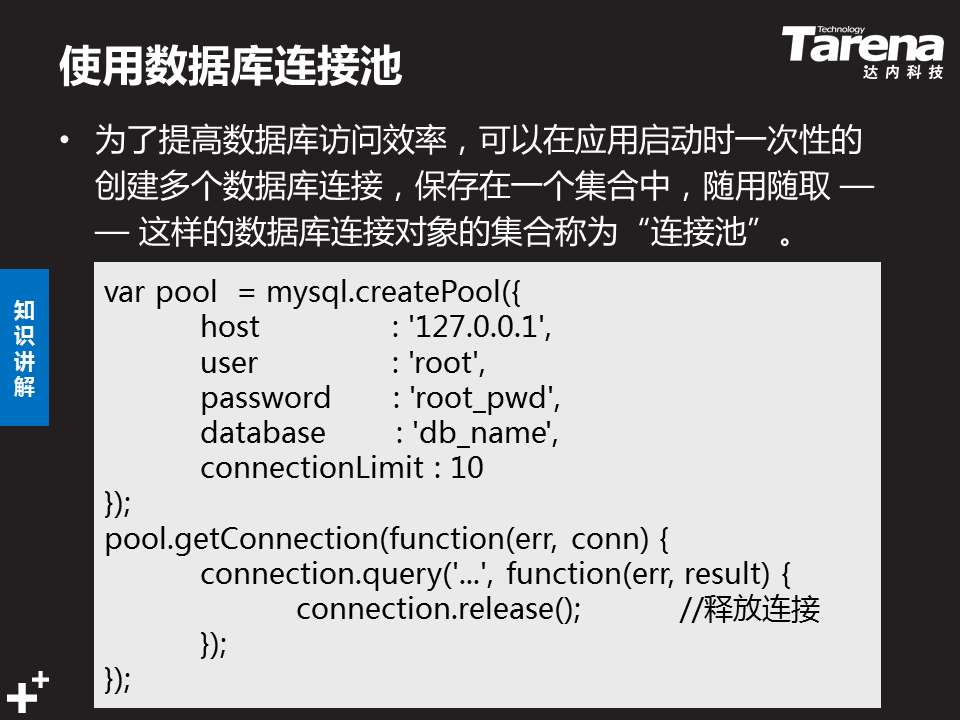 使用数据库连接池
Technology
Tarena
达内科技
• 为了提高数据库访问效率，可以在应用启动时一次性的
创建多个数据库连接，保存在一个集合中，随用随取 —
— 这样的数据库连接对象的集合称为“连接池”。
知识讲解
var pool = mysql.createPool({
host : '127.0.0.1',
user : 'root',
password : 'root_pwd',
database : 'db_name',
connectionLimit : 10
});
pool.getConnection(function(err, conn) {
connection.query('...', function(err, result) {
connection.release(); //释放连接
});
});